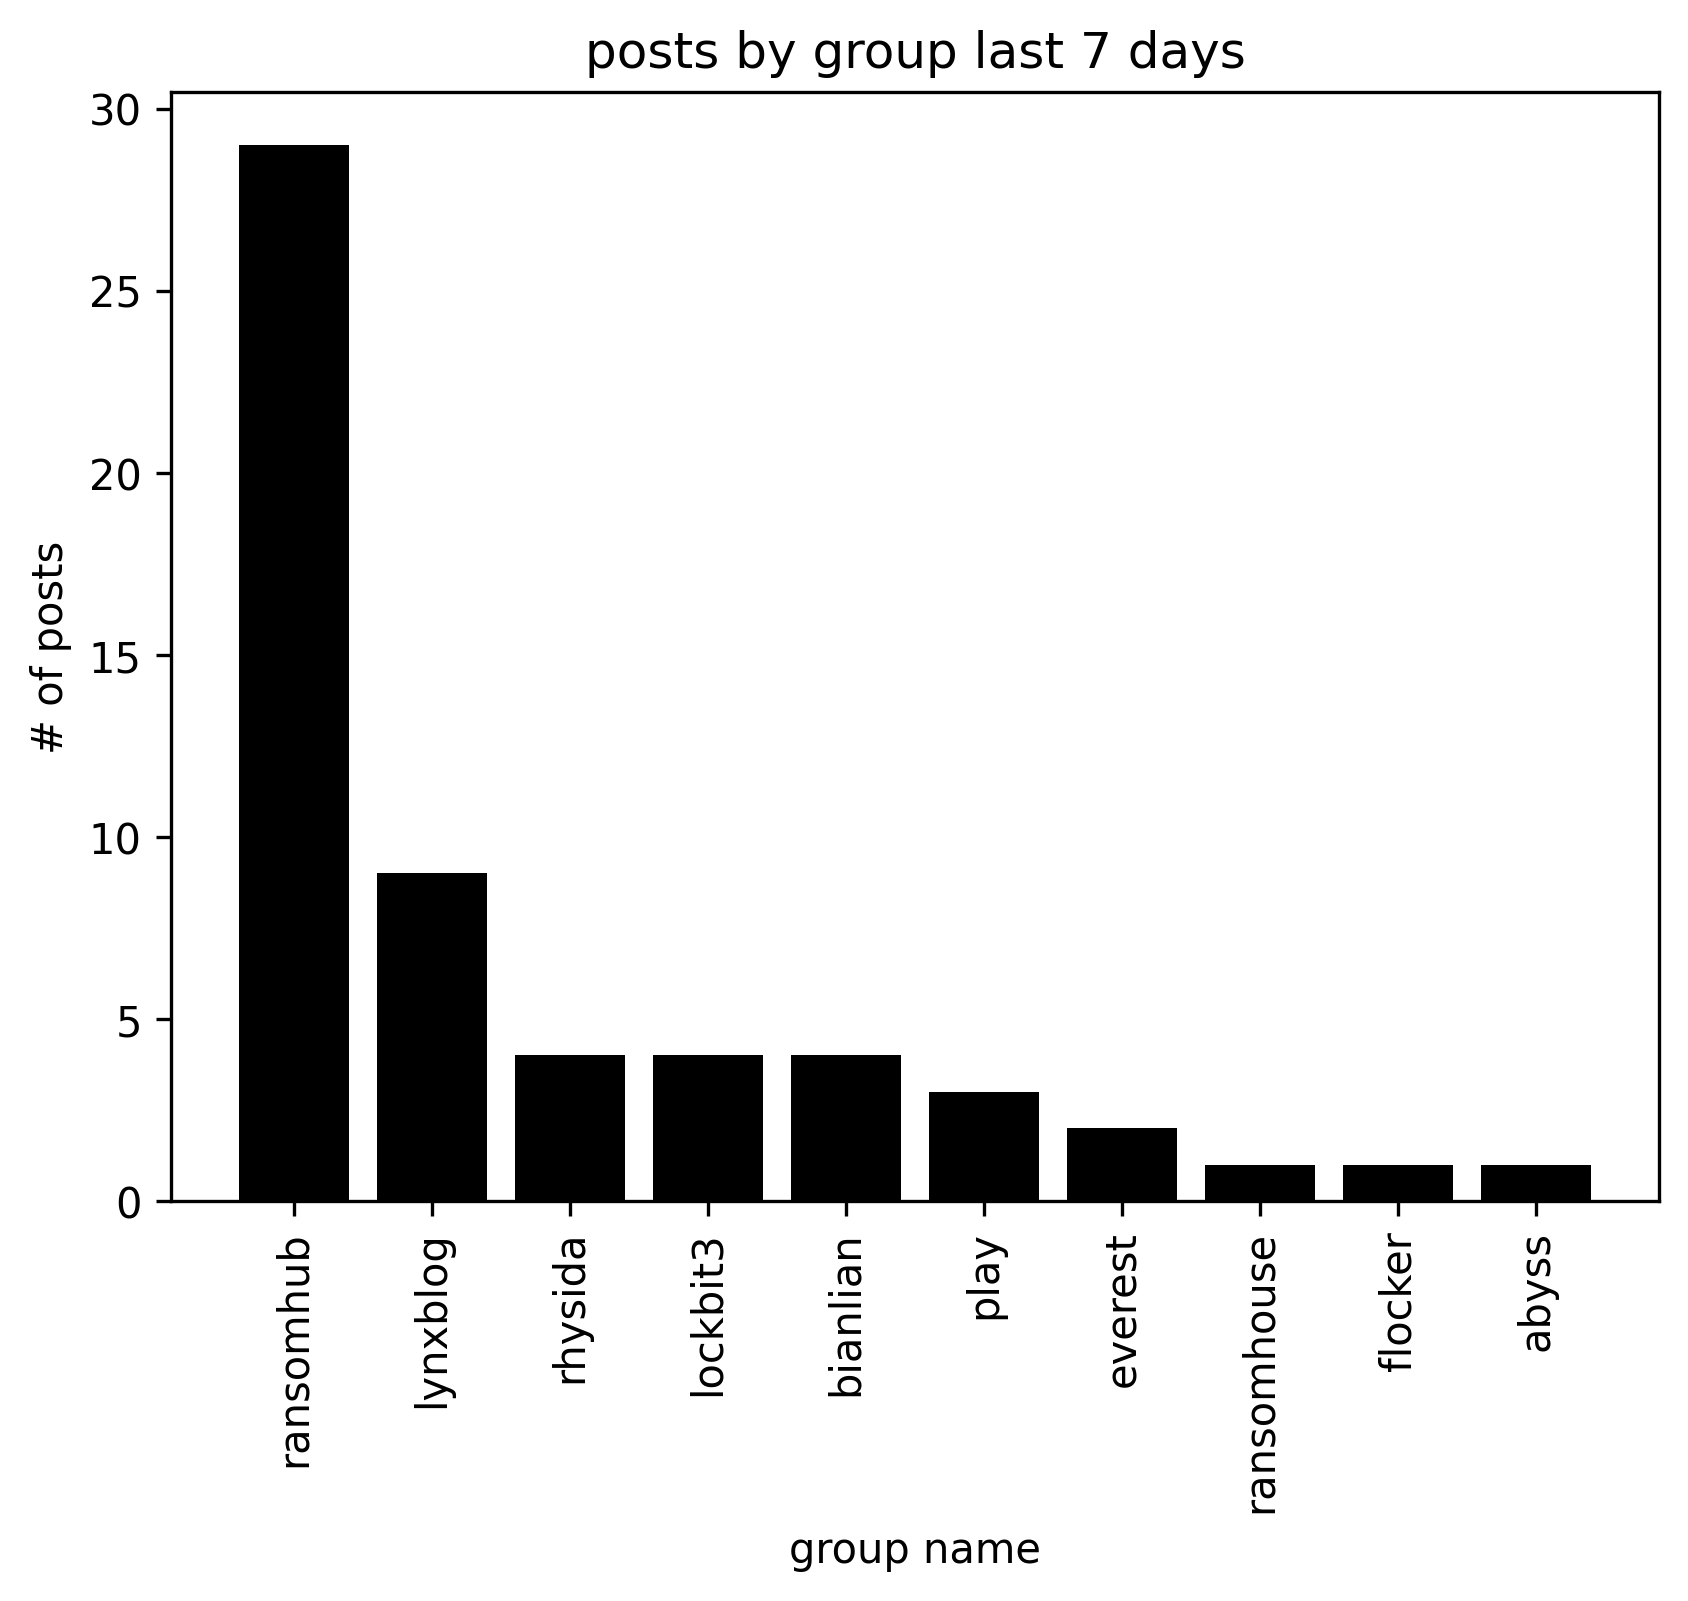 posts by group last 7 days
30
25
20
15
10
5
0
# of posts
ransomhub
lynxblog
rhysida
lockbit3
bianlian
play
everest
ransomhouse
flocker
abyss
group name